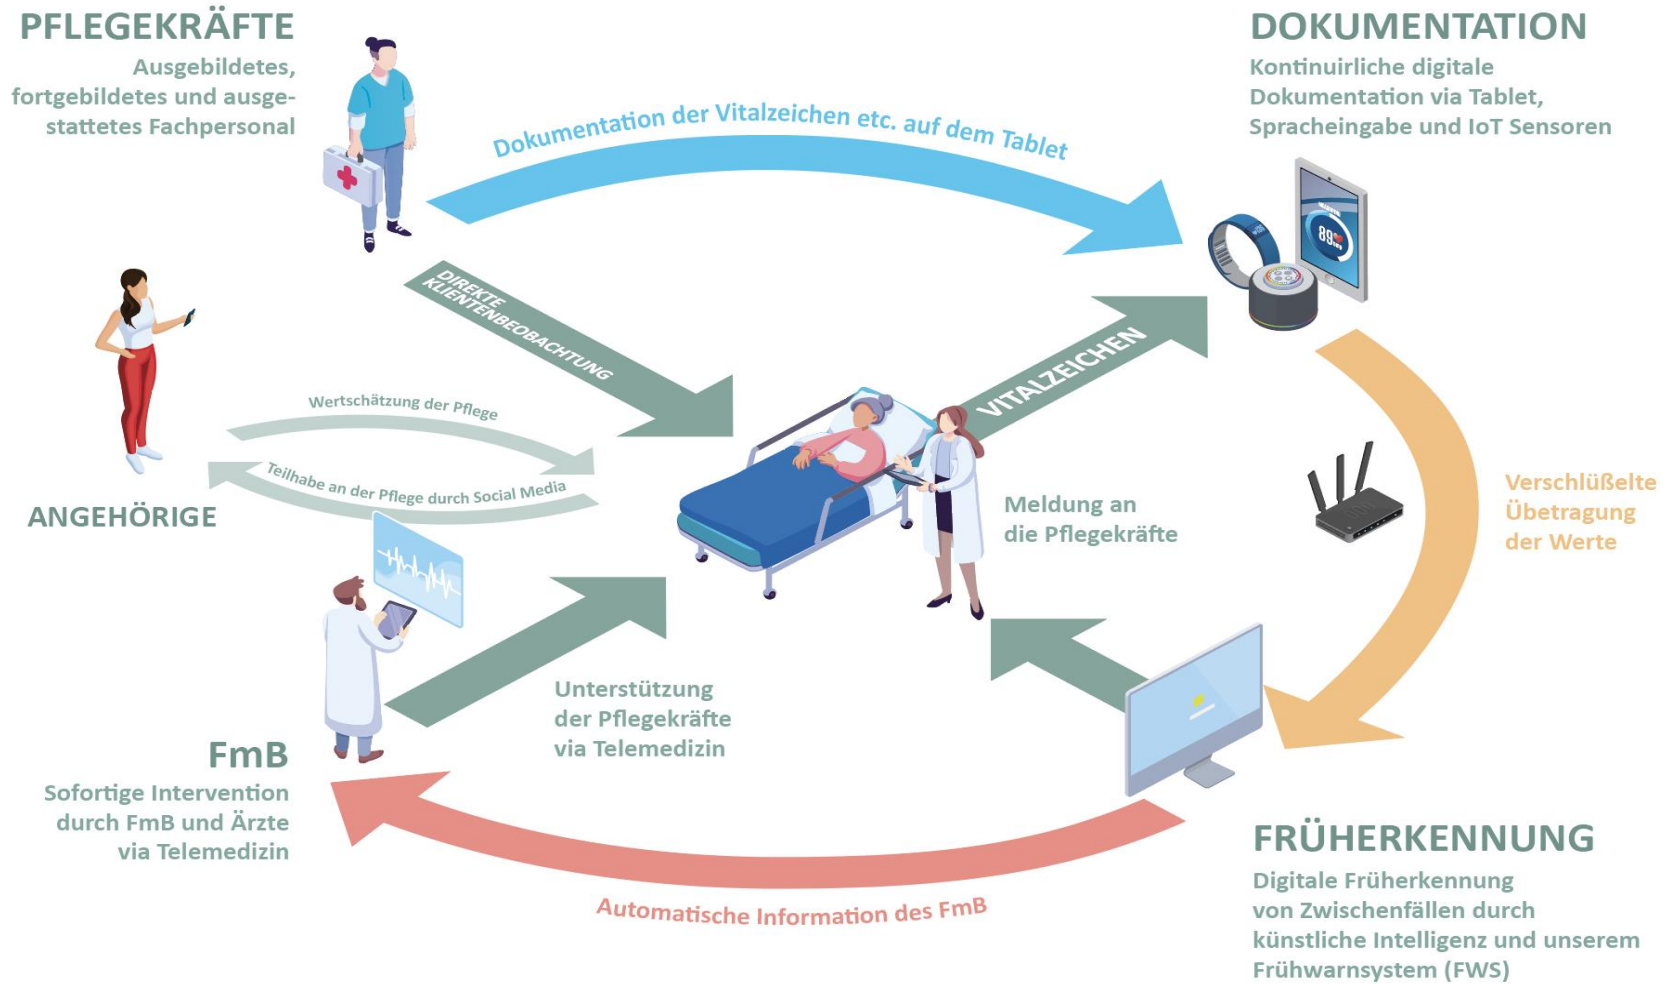 PFLEGEKRÄFTE
Ausgebildetes,
fortgebildetes und ausge-
stattetes Fachpersonal
Dokumentation der Vitalzeichen etc. auf dem Tablet
DOKUMENTATION
Kontinuirliche digitale
Dokumentation via Tablet,
Spracheingabe und IoT Sensoren
89
DIREKTE
KLIENTENBEOBACHTUNG
VITALZEICHEN
Wertschätzung der Pflege
Teilhabe an der Pflege durch Social Media
ANGEHÖRIGE
Meldung an
die Pflegekräfte
Verschlüßelte
Übetragung
der Werte
Unterstützung
der Pflegekräfte
via Telemedizin
FmB
Sofortige Intervention
durch FmB und Ärzte
via Telemedizin
Automatische Information des FmB
FRÜHERKENNUNG
Digitale Früherkennung
von Zwischenfällen durch
künstliche Intelligenz und unserem
Frühwarnsystem (FWS)